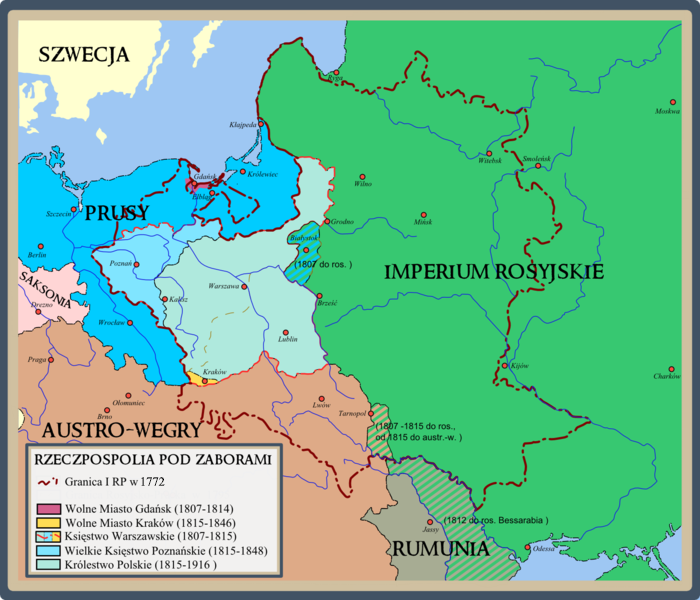 SZWECJA
Ryga
Moskwa
Kłajpeda
Witebsk
Smoleńsk
Gdańsk
Królewiec
Elbląg
Wilno
Szczecin
PRUSY
Grodno
Mińsk
Białystok
Berlin
Poznań
(1807 do ros. )
IMPERIUM ROSYJSKIE
SAKSONIA
Warszawa
Kalisz
Brześć
Drezno
Wrocław
Lublin
Praga
Kijów
Kraków
Charków
Ołomuniec
Lwów
Brno
Tarnopol
(1807 -1815 do ros.,
od 1815 do austr.-w. )
AUSTRO-WEGRY
RZECZPOSPOLIA POD ZABORAMI
Granica I RP w 1772
Wolne Miasto Gdańsk (1807-1814)
Wolne Miasto Kraków (1815-1846)
Księstwo Warszawskie (1807-1815)
Wielkie Księstwo Poznańskie (1815-1848)
Królestwo Polskie (1815-1916 )
(1812 do ros. Bessarabia )
Jassy
RUMUNIA
Odessa